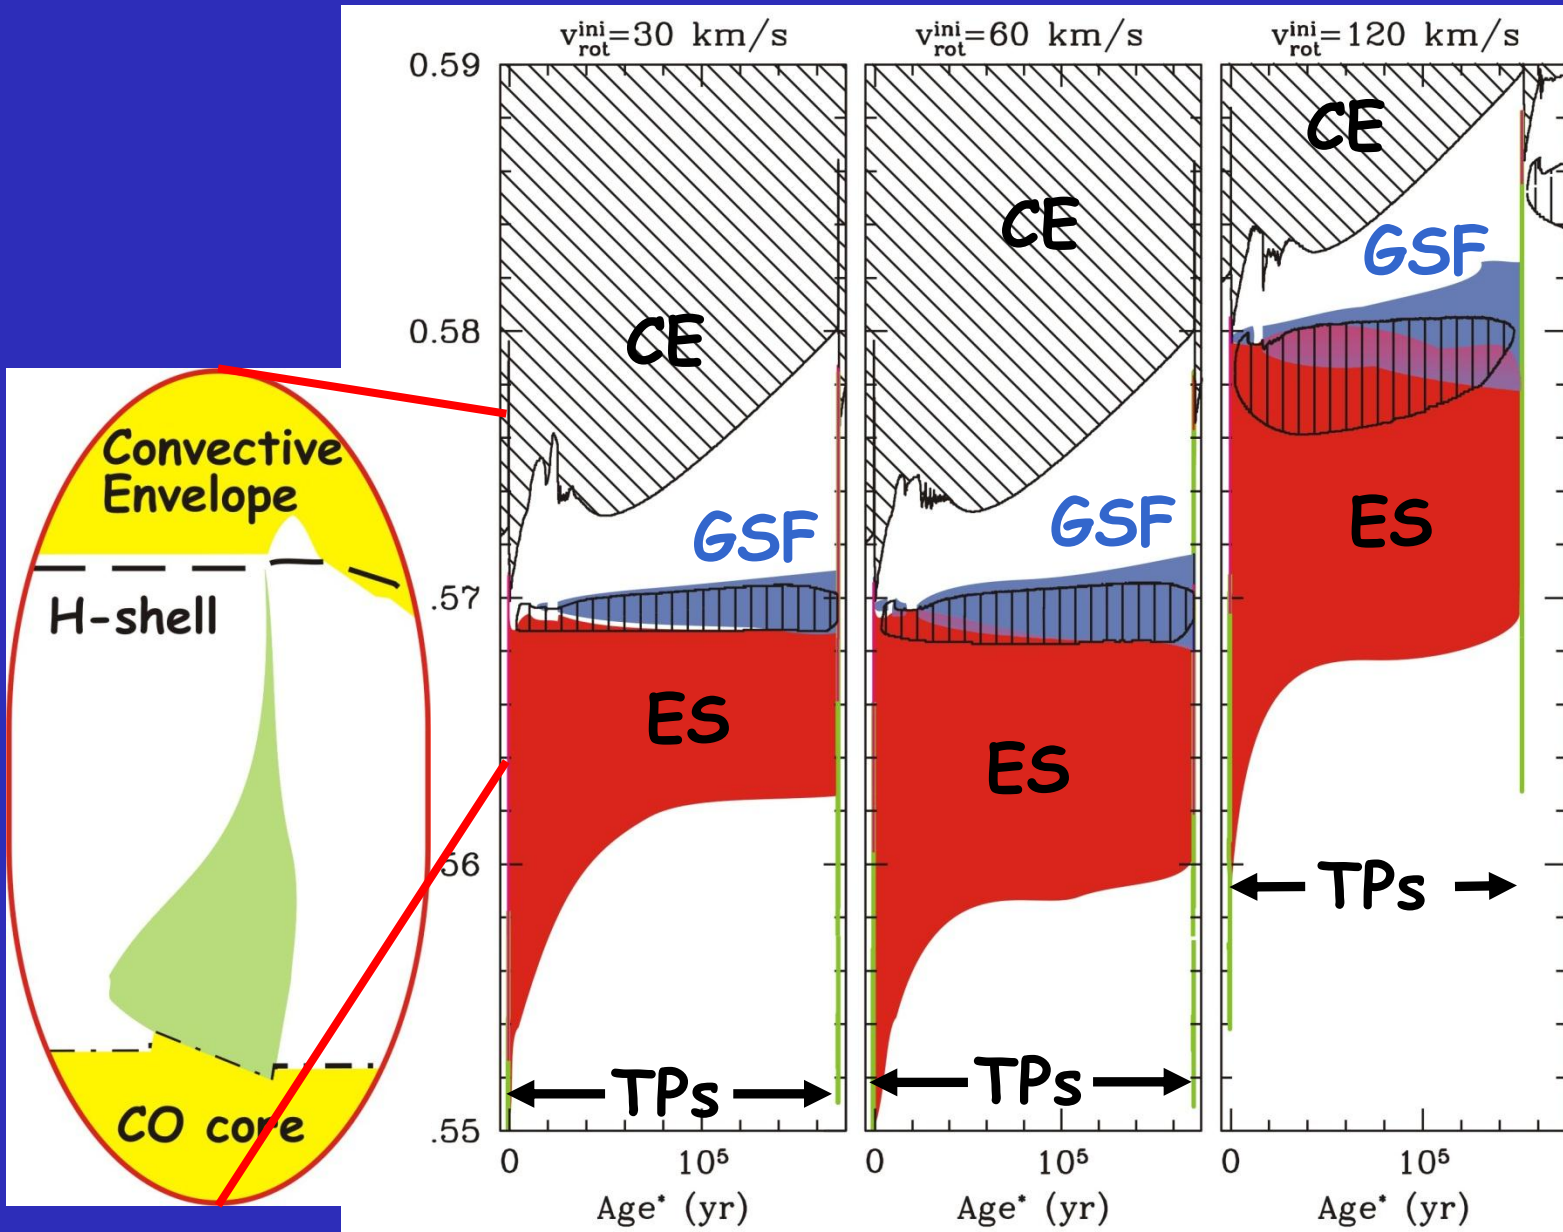 v_rot^ini=30 km/s
v_rot^ini=60 km/s
v_rot^ini=120 km/s
0.59
0.58
.57
.56
.55
CE
CE
CE
GSF
GSF
GSF
ES
ES
ES
TPs
TPs
TPs
0
10⁵
0
10⁵
0
10⁵
Age* (yr)
Age* (yr)
Age* (yr)
Convective
Envelope
H-shell
CO core